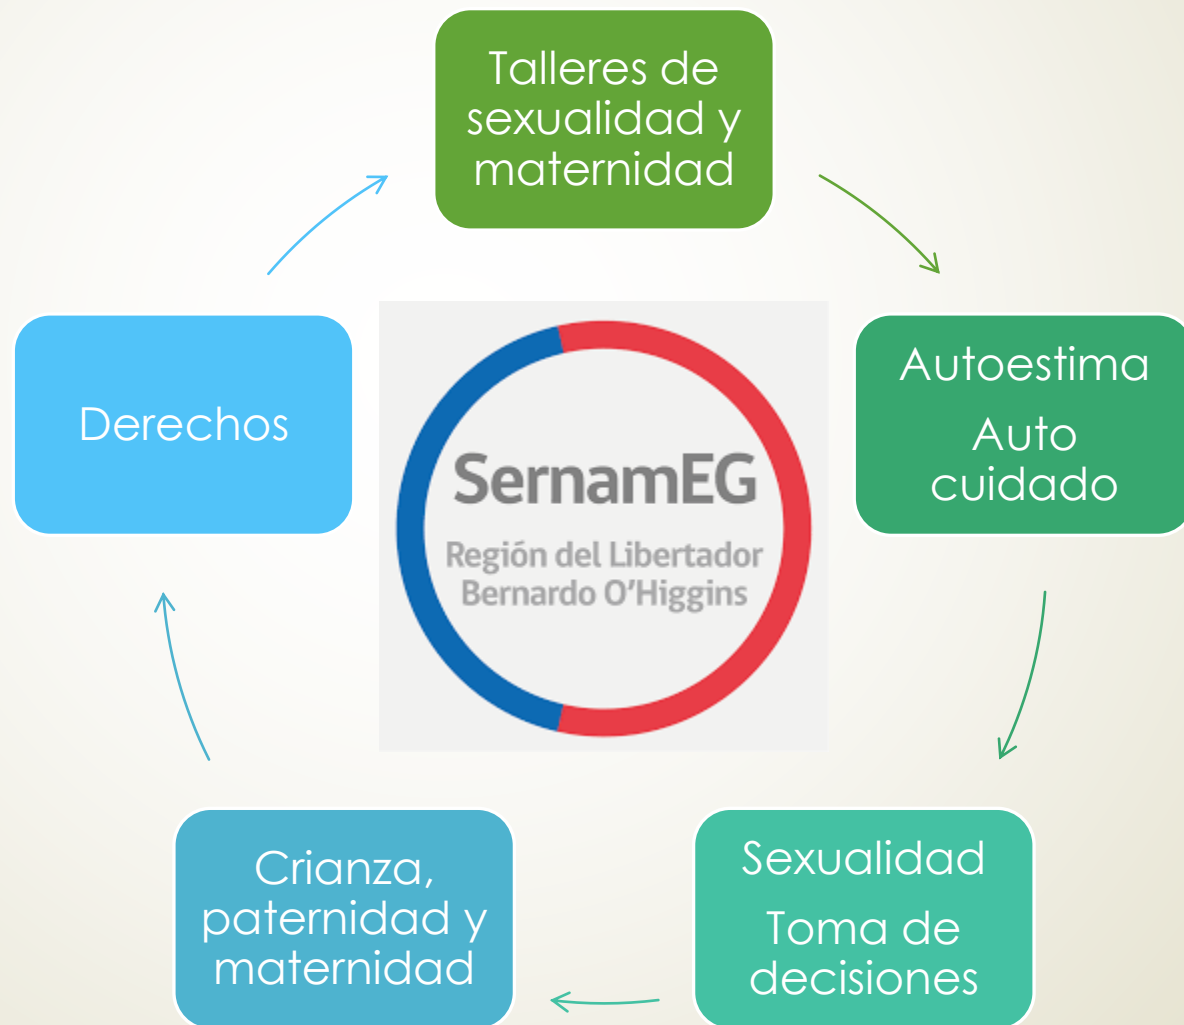 Talleres de
sexualidad y
maternidad
Autoestima
Auto
cuidado
Sexualidad
Toma de
decisiones
Crianza,
paternidad y
maternidad
Derechos
SernamEG
Región del Libertador
Bernardo O'Higgins